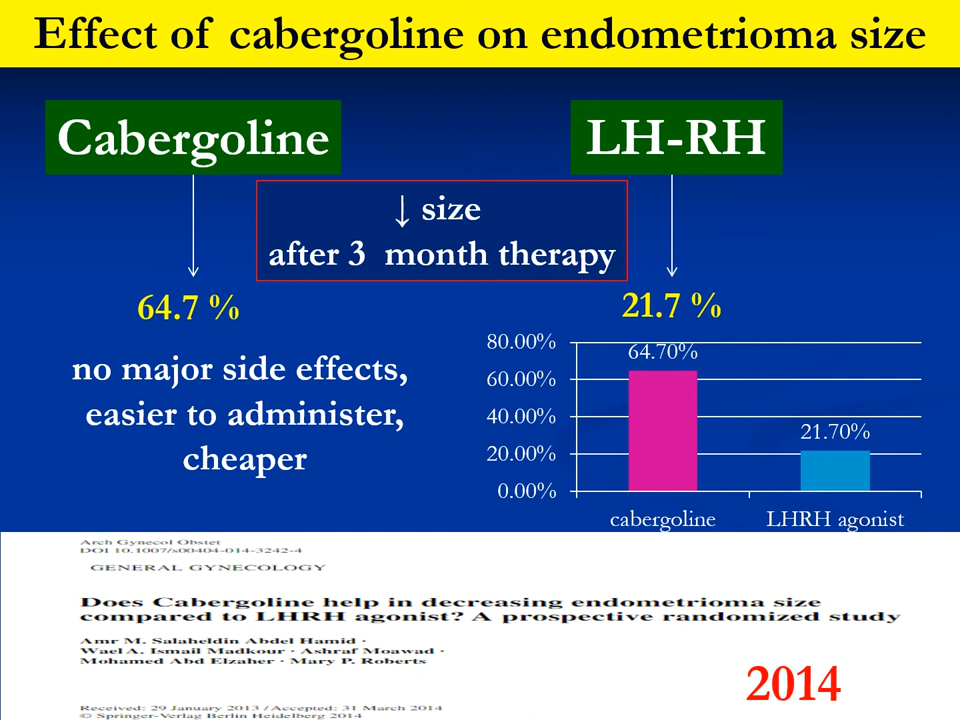 Effect of cabergoline on endometrioma size
Cabergoline
LH-RH
↓ size
after 3 month therapy
64.7 %
21.7 %
no major side effects,
easier to administer,
cheaper
80.00%
60.00%
40.00%
20.00%
0.00%
64.70%
21.70%
cabergoline
LHRH agonist
Arch Gynecol Obstet
DOI 10.1007/s00404-014-3242-4
GENERAL GYNECOLOGY
Does Cabergoline help in decreasing endometrioma size
compared to LHRH agonist? A prospective randomized study
Amr M. Salaheldin Abdel Hamid ·
Wael A. Ismail Madkour · Ashraf Moawad ·
Mohamed Abd Elzaher · Mary P. Roberts
2014
Received: 29 January 2013 / Accepted: 31 March 2014
© Springer-Verlag Berlin Heidelberg 2014